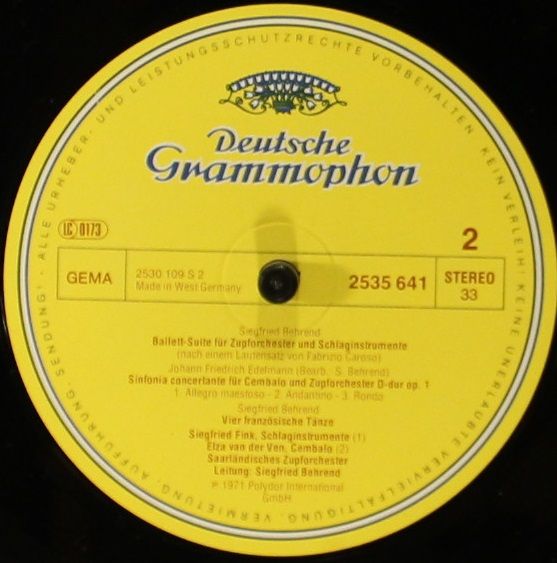 ALLE URHEBER- UND LEISTUNGSSCHUTZRECHTE VORBEHALTEN · KEIN VERLEIH! KEINE UNERLAUBTE VERVIELFÄLTIGUNG, VERMIETUNG, AUFFÜHRUNG, SENDUNG! ·
Deutsche
Grammophon
LC 0173
2
GEMA
2530 109 S 2
Made in West Germany
2535 641
STEREO
33
Siegfried Behrend
Ballett-Suite für Zupforchester und Schlaginstrumente
(nach einem Lautensatz von Fabrizio Caroso)
Johann Friedrich Edelmann (Bearb. S. Behrend)
Sinfonia concertante für Cembalo und Zupforchester D-dur op. 1
1. Allegro maestoso - 2. Andantino - 3. Rondo
Siegfried Behrend
Vier französische Tänze
Siegfried Fink, Schlaginstrumente (1)
Elza van der Ven, Cembalo (2)
Saarländisches Zupforchester
Leitung: Siegfried Behrend
℗ 1971 Polydor International
GmbH